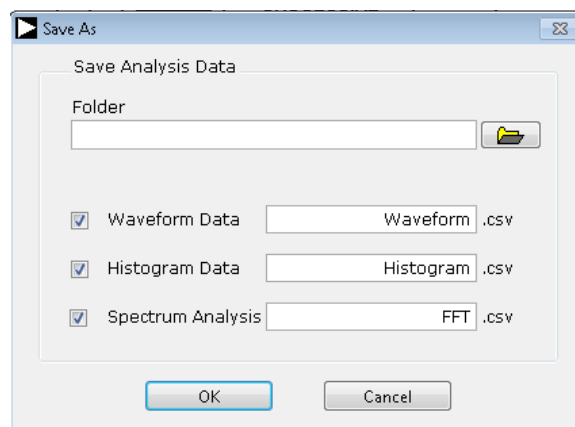 Save As
Save Analysis Data
Folder
Waveform Data Waveform .csv
Histogram Data Histogram .csv
Spectrum Analysis FFT .csv
OK Cancel